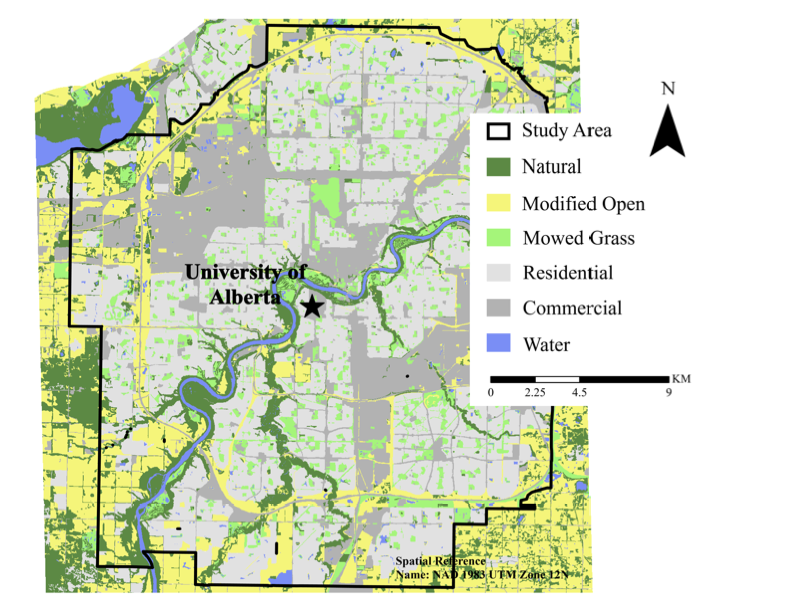 N
Study Area
Natural
Modified Open
Mowed Grass
Residential
Commercial
Water
KM
0 2.25 4.5 9
University of
Alberta
Spatial Reference
Name: NAD 1983 UTM Zone 12N